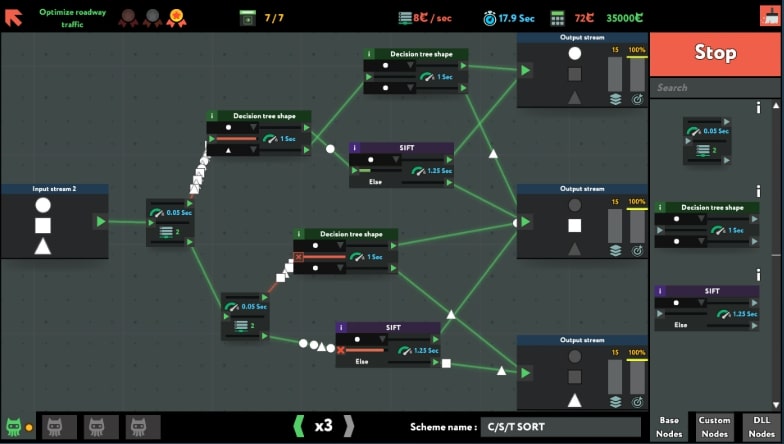 Optimize roadway
traffic
7/7
8₵ / sec
17.9 Sec
72₵
35000₵
Stop
Search
Input stream 2
0.05 Sec
2
Decision tree shape
1 Sec
Decision tree shape
1 Sec
i
SIFT
1.25 Sec
Else
i
Decision tree shape
1 Sec
0.05 Sec
2
i
SIFT
1.25 Sec
Else
Output stream
15
100%
Output stream
15
100%
Output stream
15
100%
i
0.05 Sec
2
i
i
Decision tree shape
1 Sec
i
i
SIFT
1.25 Sec
Else
x3
Scheme name :
C/S/T SORT
Base
Nodes
Custom
Nodes
DLL
Nodes